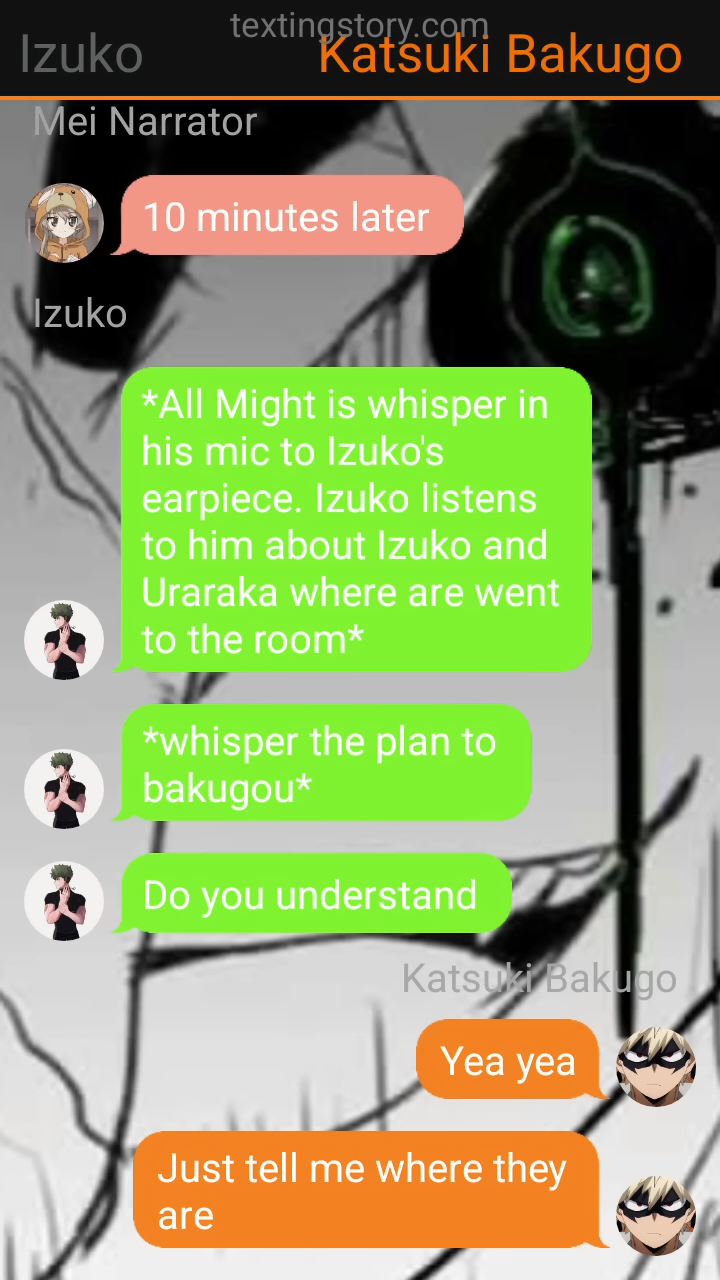 textingstory.com
Izuko
Katsuki Bakugo
Mei Narrator
10 minutes later
Izuko
*All Might is whisper in
his mic to Izuko's
earpiece. Izuko listens
to him about Izuko and
Uraraka where are went
to the room*
*whisper the plan to
bakugou*
Do you understand
Katsuki Bakugo
Yea yea
Just tell me where they
are